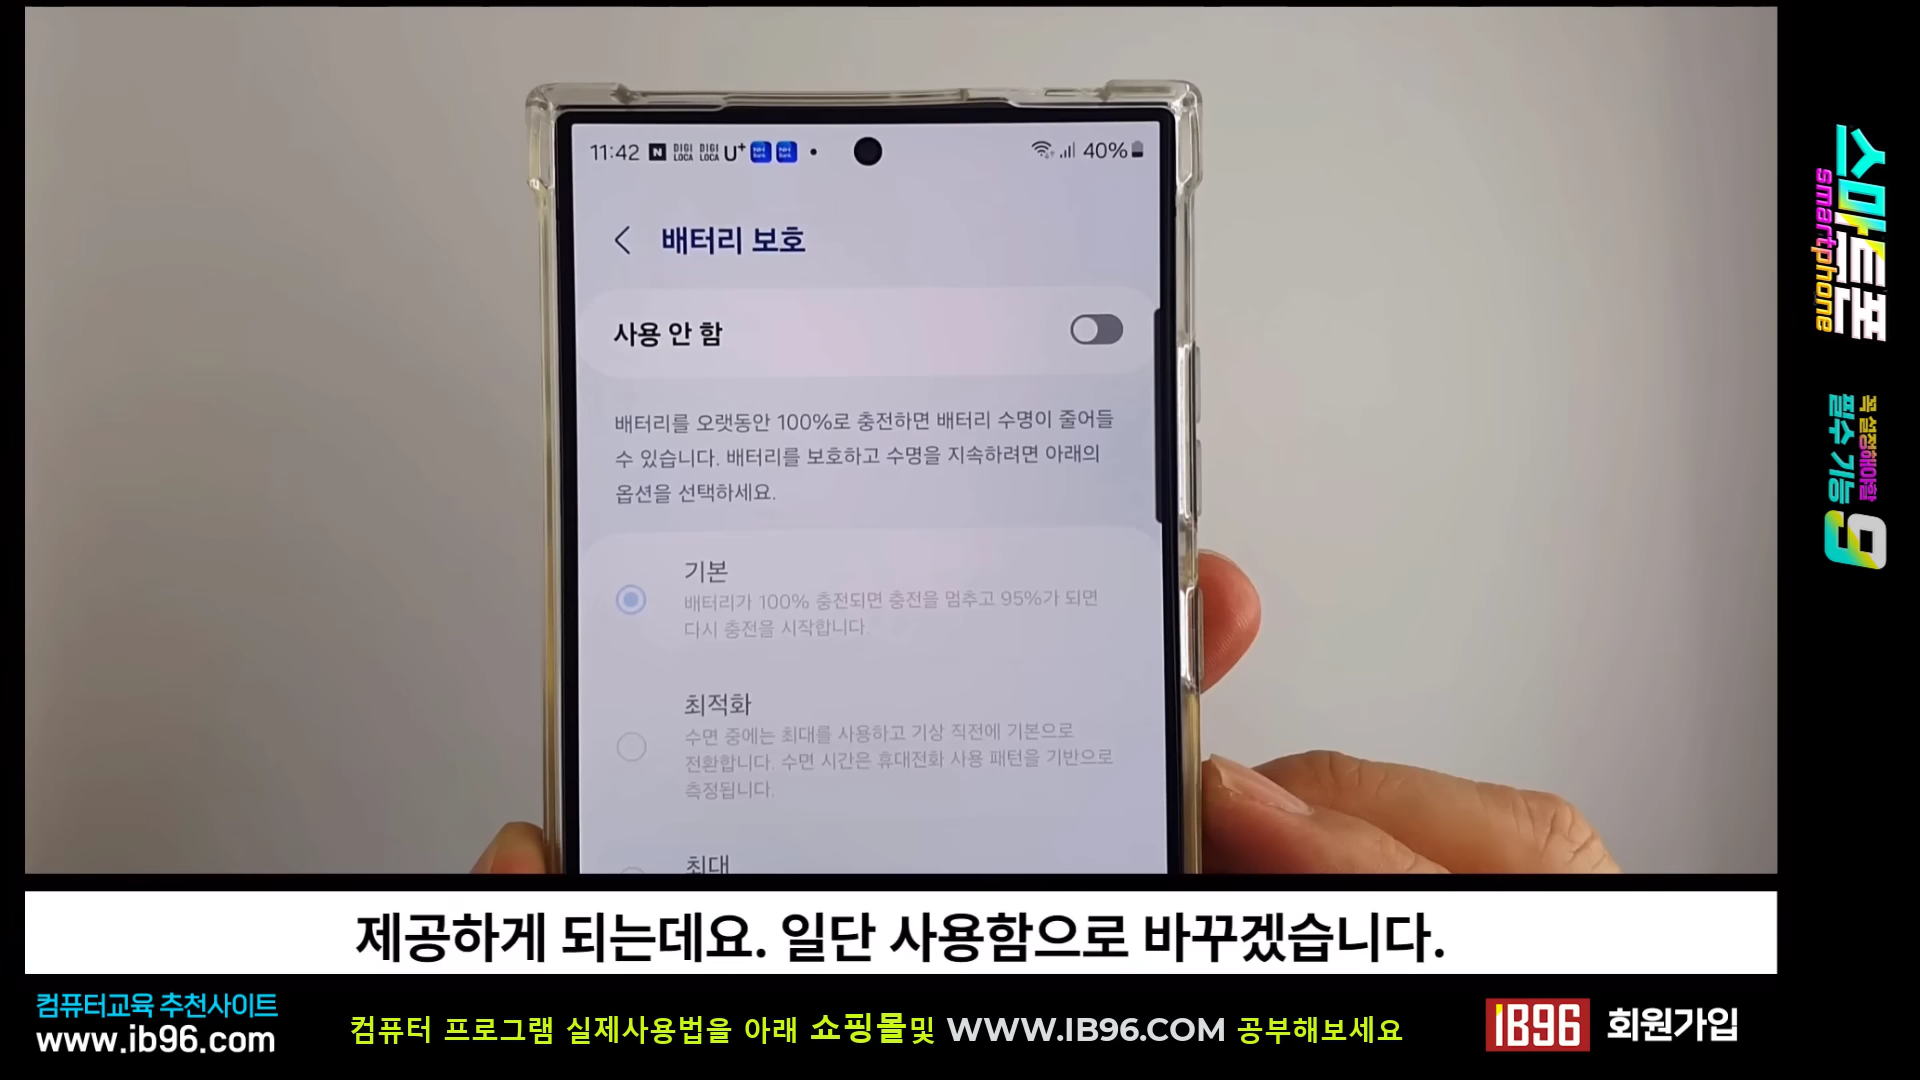 11:42 N DIGI LOCA DIGI LOCA U+ NH Bank NH Bank • 40%
배터리 보호
사용 안 함
배터리를 오랫동안 100%로 충전하면 배터리 수명이 줄어들
수 있습니다. 배터리를 보호하고 수명을 지속하려면 아래의
옵션을 선택하세요.
기본
배터리가 100% 충전되면 충전을 멈추고 95%가 되면
다시 충전을 시작합니다.
최적화
수면 중에는 최대를 사용하고 기상 직전에 기본으로
전환합니다. 수면 시간은 휴대전화 사용 패턴을 기반으로
측정됩니다.
최대
스마트폰
smartphone
꼭 설정해야할
필수 기능
9
제공하게 되는데요. 일단 사용함으로 바꾸겠습니다.
컴퓨터교육 추천사이트
www.ib96.com
컴퓨터 프로그램 실제사용법을 아래 쇼핑몰및 WWW.IB96.COM 공부해보세요
IB96 회원가입